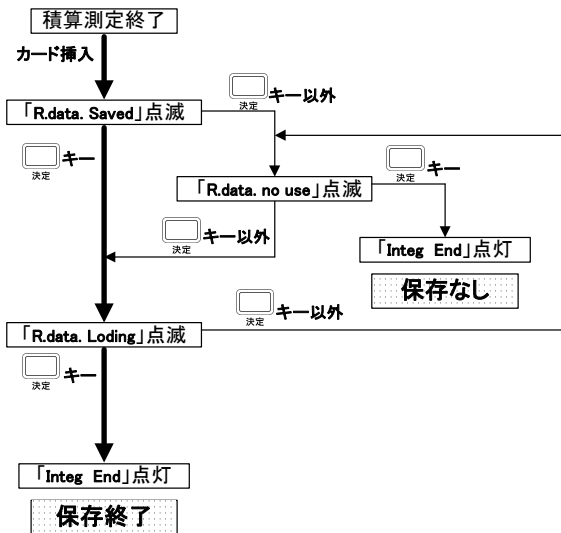 積算測定終了
カード挿入
決定 キー以外
「R.data. Saved」点滅
決定 キー
決定 キー
「R.data. no use」点滅
決定 キー以外
「Integ End」点灯
保存なし
決定 キー以外
「R.data. Loding」点滅
決定 キー
「Integ End」点灯
保存終了